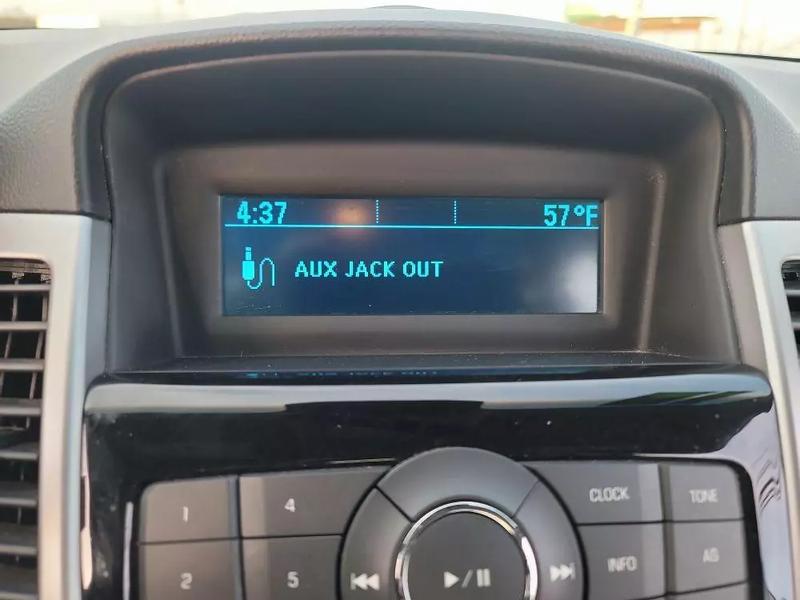 4:37 57°F
AUX JACK OUT
1 4 CLOCK TONE
2 5 INFO AS